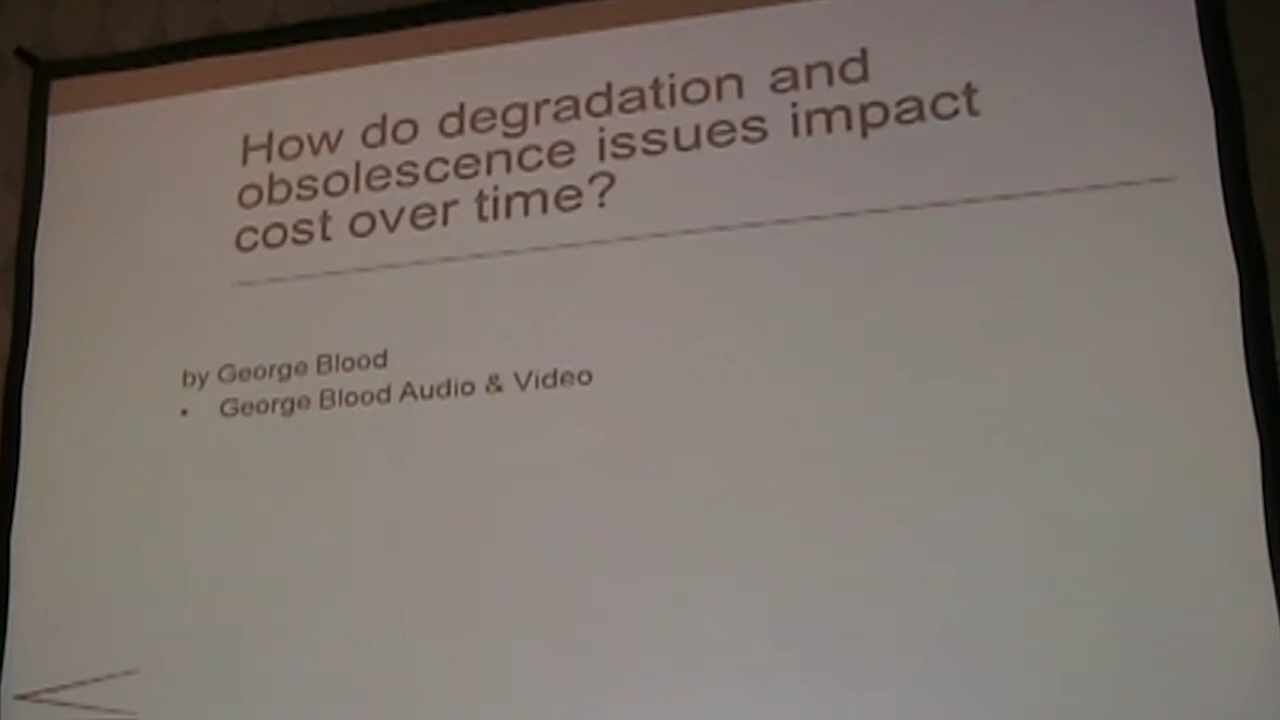 How do degradation and
obsolescence issues impact
cost over time?
by George Blood
• George Blood Audio & Video